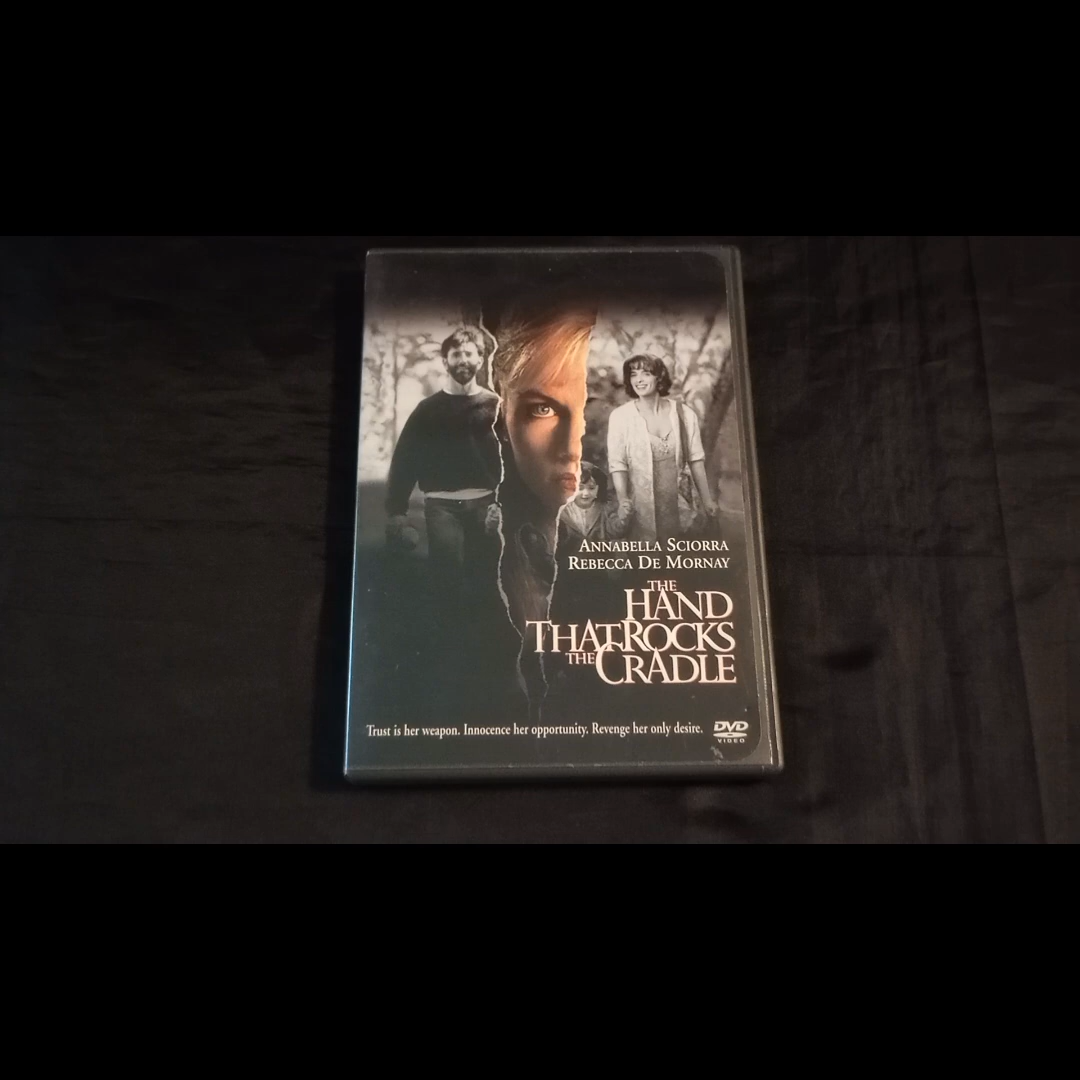 ANNABELLA SCIORRA
REBECCA DE MORNAY
THE
HAND
THAT ROCKS
THE CRADLE
Trust is her weapon. Innocence her opportunity. Revenge her only desire.
DVD
VIDEO